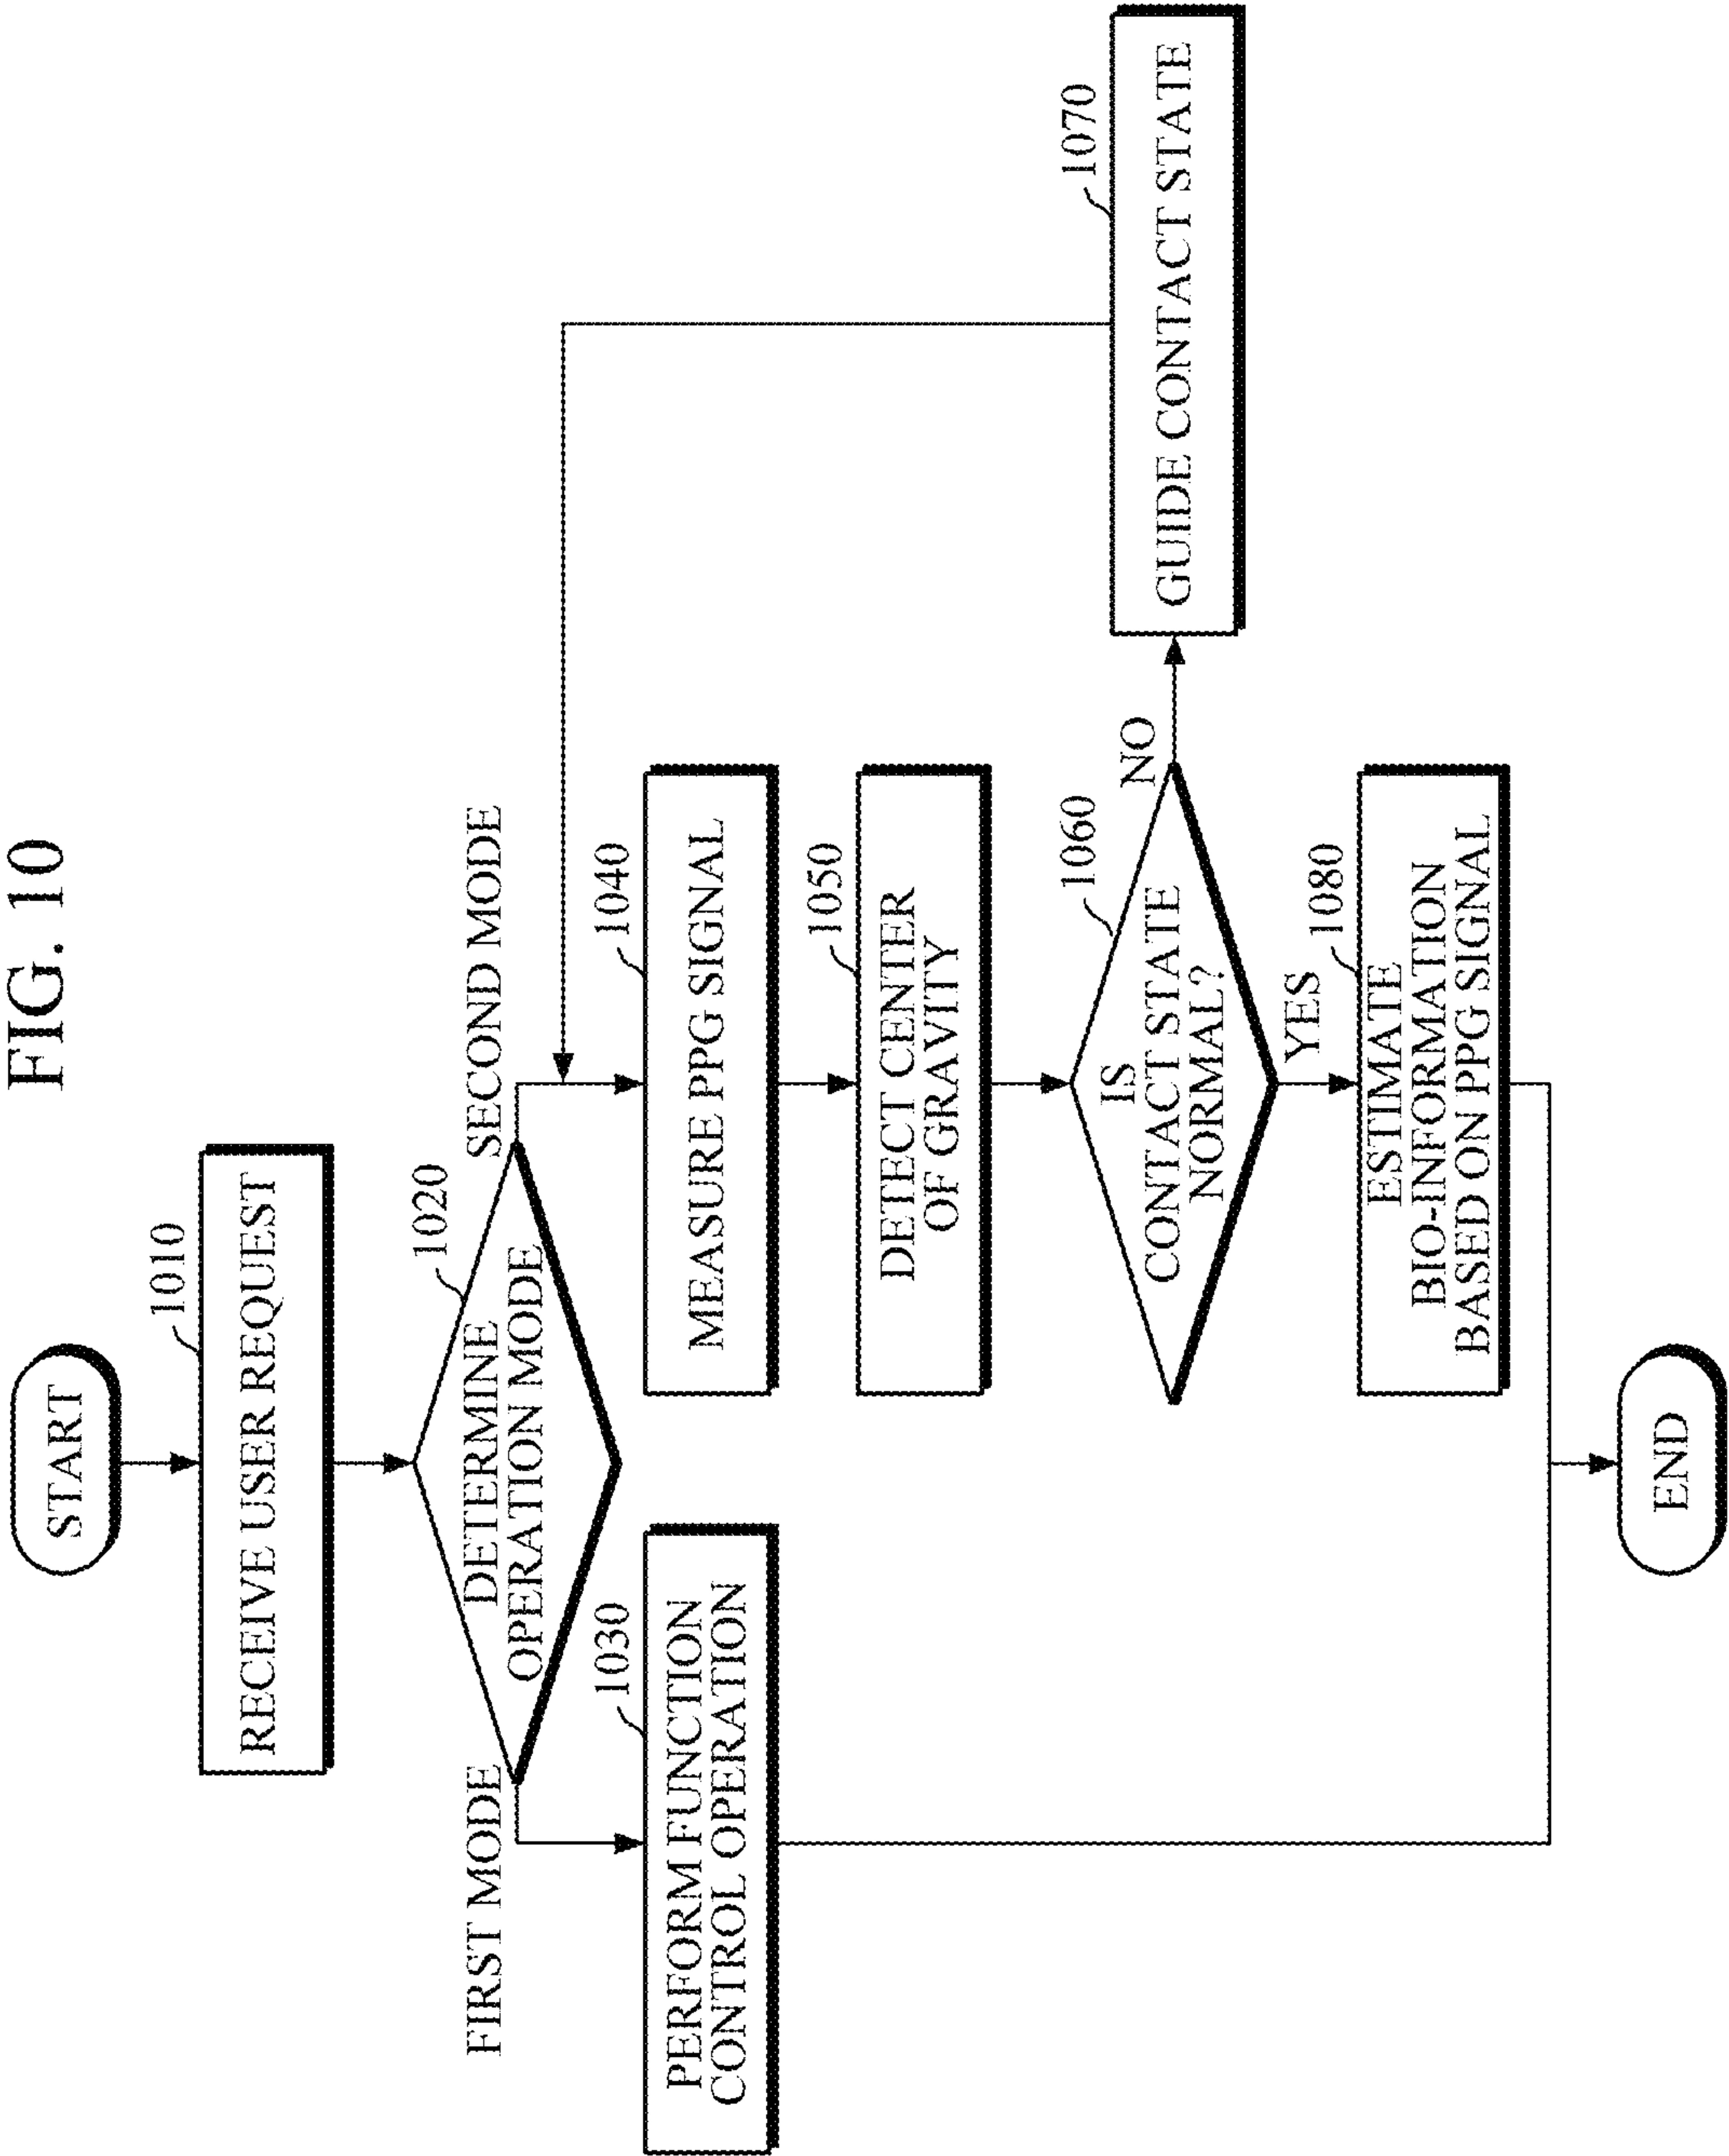 FIG. 10
START
1010
RECEIVE USER REQUEST
1020
DETERMINE
OPERATION MODE
FIRST MODE
SECOND MODE
1030
PERFORM FUNCTION
CONTROL OPERATION
1040
MEASURE PPG SIGNAL
1050
DETECT CENTER
OF GRAVITY
1060
IS
CONTACT STATE
NORMAL?
NO
1070
GUIDE CONTACT STATE
YES
1080
ESTIMATE
BIO-INFORMATION
BASED ON PPG SIGNAL
END